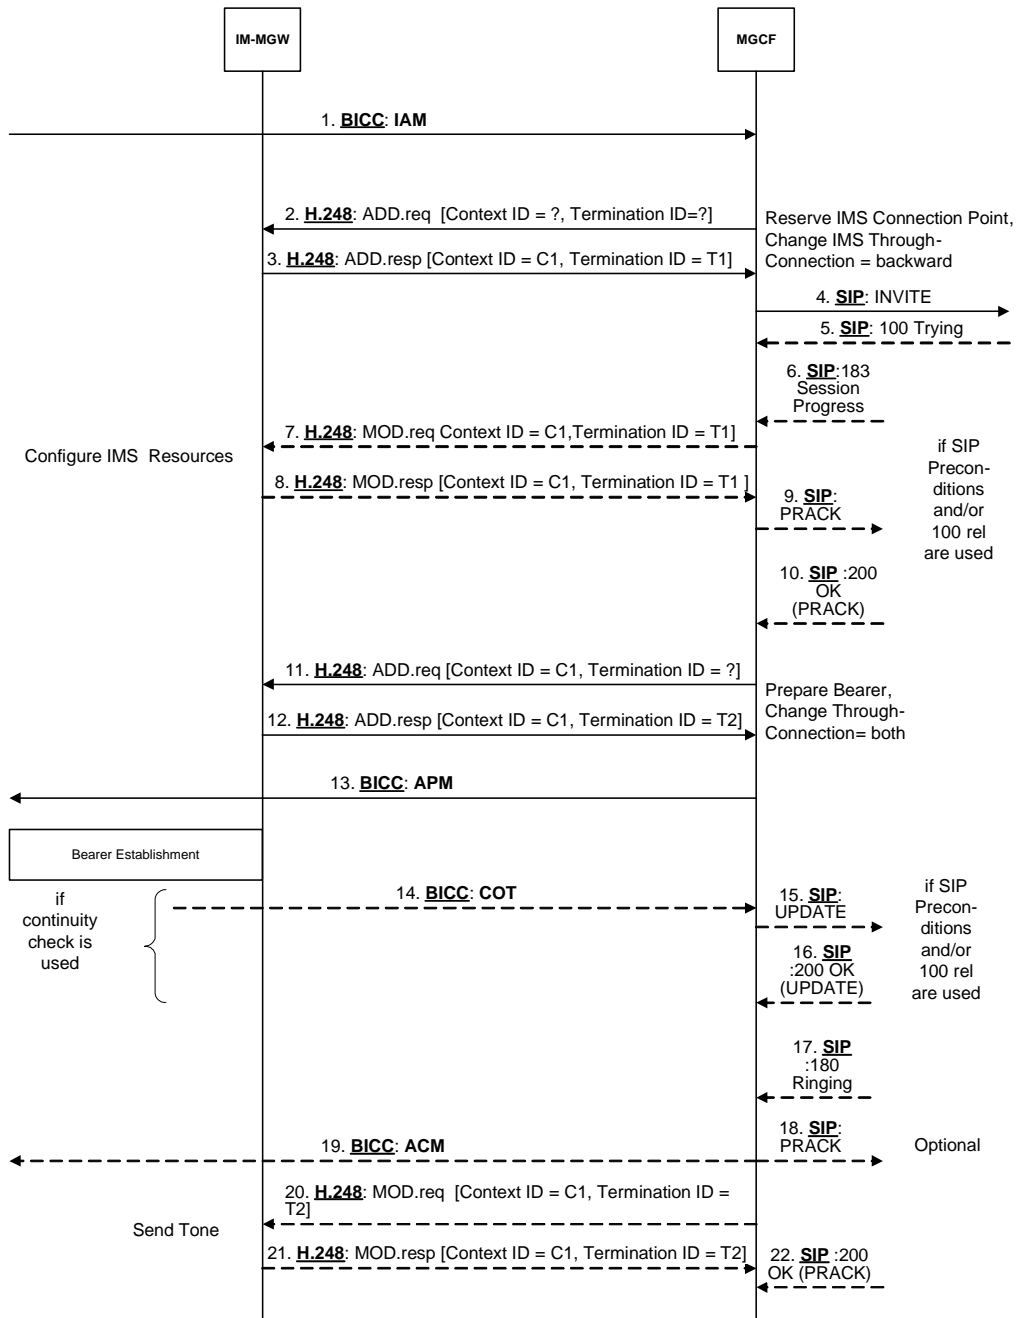 IM-MGW
MGCF
1. BICC: IAM
2. H.248: ADD.req [Context ID = ?, Termination ID=?]
Reserve IMS Connection Point,
Change IMS Through-
Connection = backward
3. H.248: ADD.resp [Context ID = C1, Termination ID = T1]
4. SIP: INVITE
5. SIP: 100 Trying
6. SIP:183
Session
Progress
7. H.248: MOD.req Context ID = C1,Termination ID = T1]
Configure IMS Resources
8. H.248: MOD.resp [Context ID = C1, Termination ID = T1 ]
9. SIP:
PRACK
if SIP
Precon-
ditions
and/or
100 rel
are used
10. SIP :200
OK
(PRACK)
11. H.248: ADD.req [Context ID = C1, Termination ID = ?]
Prepare Bearer,
Change Through-
Connection= both
12. H.248: ADD.resp [Context ID = C1, Termination ID = T2]
13. BICC: APM
Bearer Establishment
if
continuity
check is
used
14. BICC: COT
15. SIP:
UPDATE
16. SIP
:200 OK
(UPDATE)
if SIP
Precon-
ditions
and/or
100 rel
are used
17. SIP
:180
Ringing
18. SIP:
PRACK
Optional
19. BICC: ACM
20. H.248: MOD.req [Context ID = C1, Termination ID =
T2]
Send Tone
21. H.248: MOD.resp [Context ID = C1, Termination ID = T2]
22. SIP :200
OK (PRACK)